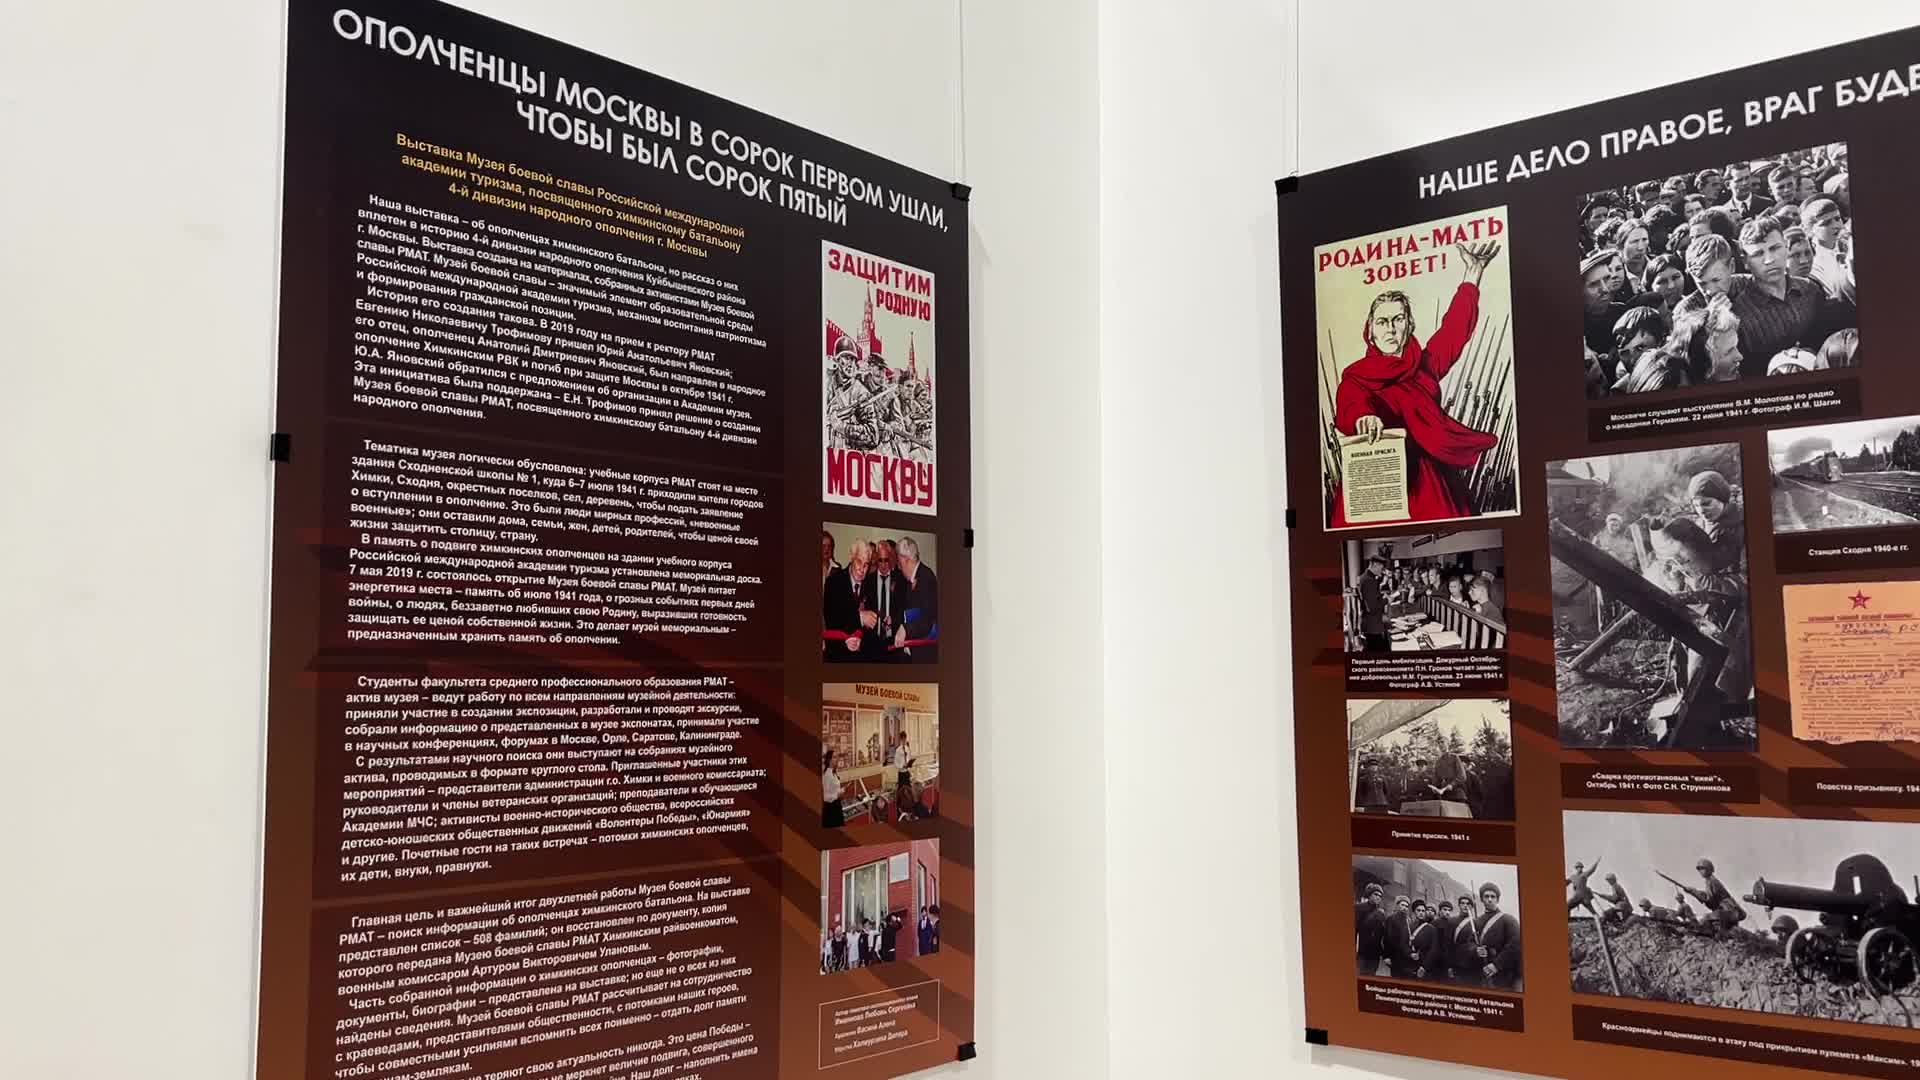 ОПОЛЧЕНЦЫ МОСКВЫ В СОРОК ПЕРВОМ УШЛИ,
ЧТОБЫ БЫЛ СОРОК ПЯТЫЙ
Выставка Музея боевой славы Российской международной
академии туризма, посвященного химкинскому батальону
4-й дивизии народного ополчения г. Москвы
Наша выставка – об ополченцах химкинского батальона, но рассказ о них
вплетен в историю 4-й дивизии народного ополчения Куйбышевского района
г. Москвы. Выставка создана на материалах, собранных активистами Музея боевой
славы РМАТ. Музей боевой славы – значимый элемент образовательной среды
Российской международной академии туризма, механизм воспитания патриотизма
и формирования гражданской позиции.
История его создания такова. В 2019 году на прием к ректору РМАТ
Евгению Николаевичу Трофимову пришел Юрий Анатольевич Яновский;
его отец, ополченец Анатолий Дмитриевич Яновский, был направлен в народное
ополчение Химкинским РВК и погиб при защите Москвы в октябре 1941 г.
Ю.А. Яновский обратился с предложением об организации в Академии музея.
Эта инициатива была поддержана – Е.Н. Трофимов принял решение о создании
Музея боевой славы РМАТ, посвященного химкинскому батальону 4-й дивизии
народного ополчения.
Тематика музея логически обусловлена: учебные корпуса РМАТ стоят на месте
здания Сходненской школы № 1, куда 6–7 июля 1941 г. приходили жители городов
Химки, Сходня, окрестных поселков, сел, деревень, чтобы подать заявление
о вступлении в ополчение. Это были люди мирных профессий, «невоенные
военные»; они оставили дома, семьи, жен, детей, родителей, чтобы ценой своей
жизни защитить столицу, страну.
В память о подвиге химкинских ополченцев на здании учебного корпуса
Российской международной академии туризма установлена мемориальная доска.
7 мая 2019 г. состоялось открытие Музея боевой славы РМАТ. Музей питает
энергетика места – память об июле 1941 года, о грозных событиях первых дней
войны, о людях, беззаветно любивших свою Родину, выразивших готовность
защищать ее ценой собственной жизни. Это делает музей мемориальным –
предназначенным хранить память об ополчении.
Студенты факультета среднего профессионального образования РМАТ –
актив музея – ведут работу по всем направлениям музейной деятельности:
приняли участие в создании экспозиции, разработали и проводят экскурсии,
собрали информацию о представленных в музее экспонатах, принимали участие
в научных конференциях, форумах в Москве, Орле, Саратове, Калининграде.
С результатами научного поиска они выступают на собраниях музейного
актива, проводимых в формате круглого стола. Приглашенные участники этих
мероприятий – представители администрации г.о. Химки и военного комиссариата;
руководители и члены ветеранских организаций; преподаватели и обучающиеся
Академии МЧС; активисты военно-исторического общества, всероссийских
детско-юношеских общественных движений «Волонтеры Победы», «Юнармия»
и другие. Почетные гости на таких встречах – потомки химкинских ополченцев,
их дети, внуки, правнуки.
Главная цель и важнейший итог двухлетней работы Музея боевой славы
РМАТ – поиск информации об ополченцах химкинского батальона. На выставке
представлен список – 508 фамилий; он восстановлен по документу, копия
которого передана Музею боевой славы РМАТ Химкинским райвоенкоматом,
военным комиссаром Артуром Викторовичем Улановым.
Часть собранной информации о химкинских ополченцах – фотографии,
документы, биографии – представлена на выставке; но еще не о всех из них
найдены сведения. Музей боевой славы РМАТ рассчитывает на сотрудничество
с краеведами, представителями общественности, с потомками наших героев,
чтобы совместными усилиями вспомнить всех поименно – отдать долг памяти
не теряют свою актуальность никогда. Это цена Победы –
не меркнет величие подвига, совершенного
Наш долг – наполнить имена
ЗАЩИТИМ
РОДНУЮ
МОСКВУ
МУЗЕЙ БОЕВОЙ СЛАВЫ
Иванкова Любовь Сергеевна
НАШЕ ДЕЛО ПРАВОЕ, ВРАГ БУДЕ
РОДИНА-МАТЬ
ЗОВЕТ!
ВОЕННАЯ ПРИСЯГА
Москвичи слушают выступление В.М. Молотова по радио
о нападении Германии. 22 июня 1941 г. Фотограф И.М. Шагин
Станция Сходня 1940-е гг.
Первый день мобилизации. Дежурный Октябрь-
ского райвоенкомата П.Н. Громов читает заявле-
ние добровольца М.М. Григорьева. 23 июня 1941 г.
Фотограф А.В. Устинов
«Сварка противотанковых "ежей"».
Октябрь 1941 г. Фото С.Н. Струнникова
Повестка призывнику. 194
Принятие присяги. 1941 г.
Бойцы рабочего коммунистического батальона
Ленинградского района г. Москвы. 1941 г.
Фотограф А.В. Устинов.
Красноармейцы поднимаются в атаку под прикрытием пулемета «Максим». 19